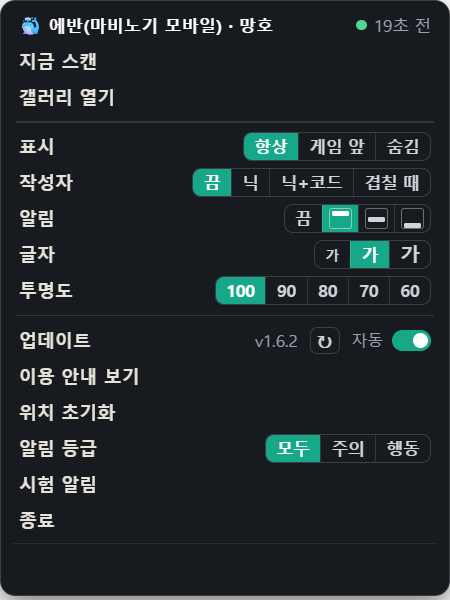 에반(마비노기 모바일) · 망호 19초 전
지금 스캔
갤러리 열기
표시 항상 게임 앞 숨김
작성자 끔 닉 닉+코드 겹칠 때
알림 끔
글자 가 가 가
투명도 100 90 80 70 60
업데이트 v1.6.2 ↻ 자동
이용 안내 보기
위치 초기화
알림 등급 모두 주의 행동
시험 알림
종료